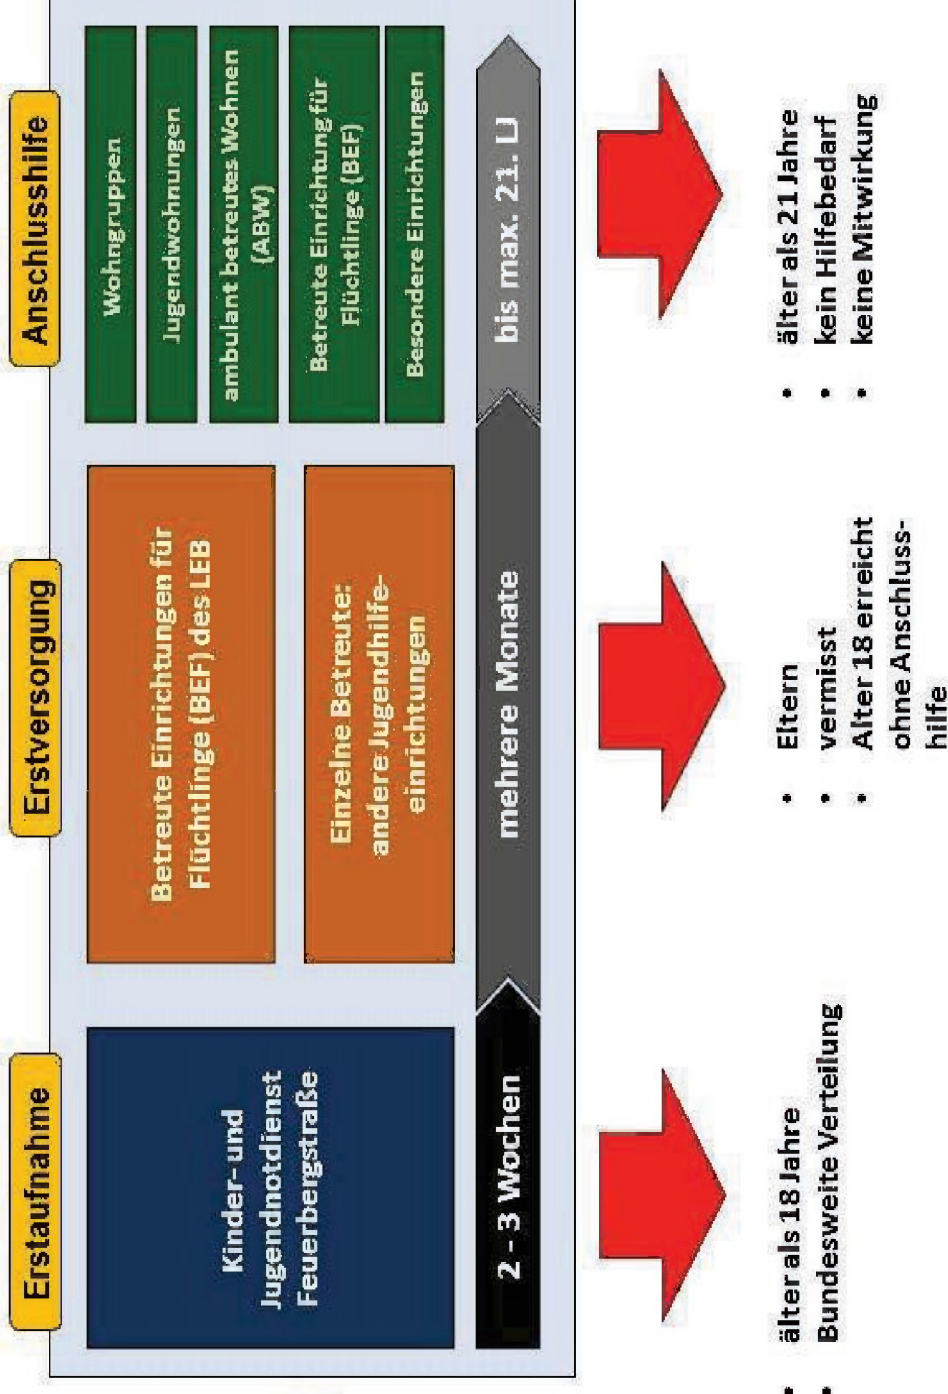 Erstaufnahme
Kinder- und
Jugendnotdienst
Feuerbergstraße
2 - 3 Wochen
• älter als 18 Jahre
• Bundesweite Verteilung
Erstversorgung
Betreute Einrichtungen für
Flüchtlinge (BEF) des LEB
Einzelne Betreute:
andere Jugendhilfe-
einrichtungen
mehrere Monate
• Eltern
• vermisst
• Alter 18 erreicht
ohne Anschluss-
hilfe
Anschlusshilfe
Wohngruppen
Jugendwohnungen
ambulant betreutes Wohnen
(ABW)
Betreute Einrichtung für
Flüchtlinge (BEF)
Besondere Einrichtungen
bis max. 21. LJ
• älter als 21 Jahre
• kein Hilfebedarf
• keine Mitwirkung